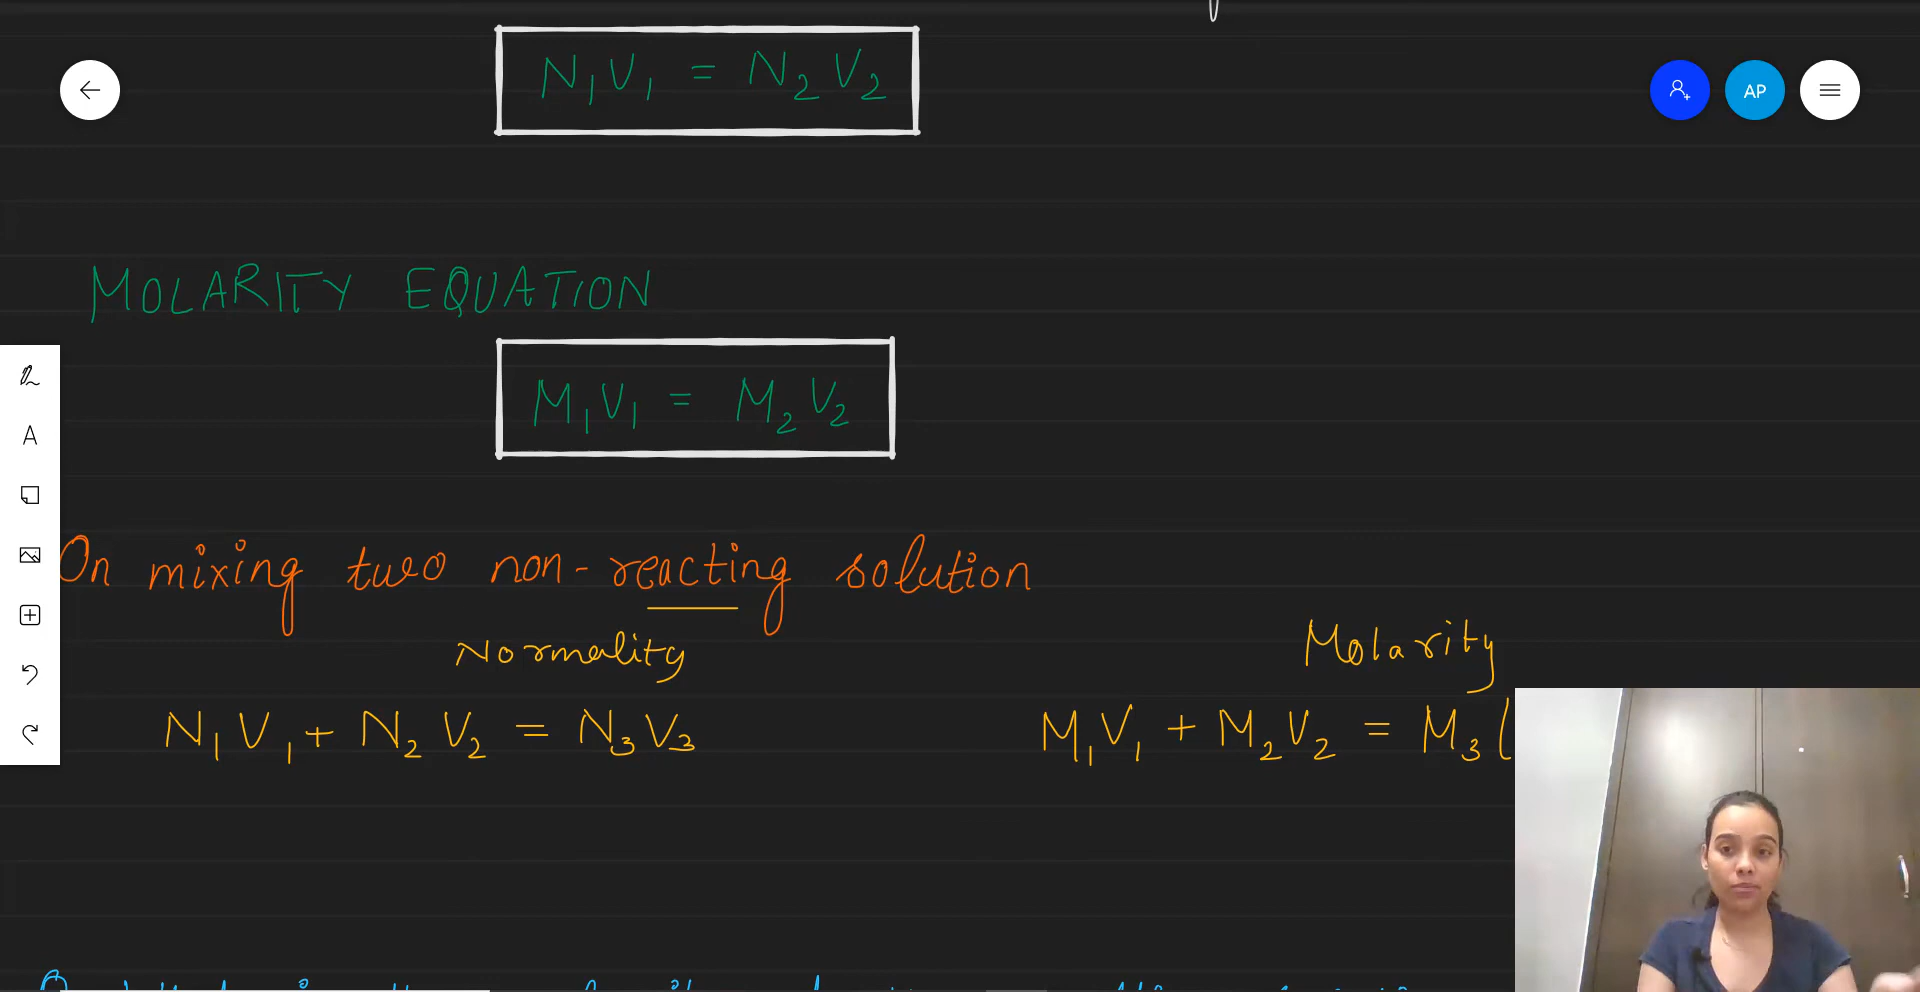 N₁V₁ = N₂V₂
AP
MOLARITY EQUATION
M₁V₁ = M₂V₂
A
On mixing two non-reacting solution
Normality
Molarity
N₁V₁ + N₂V₂ = N₃V₃
M₁V₁ + M₂V₂ = M₃(